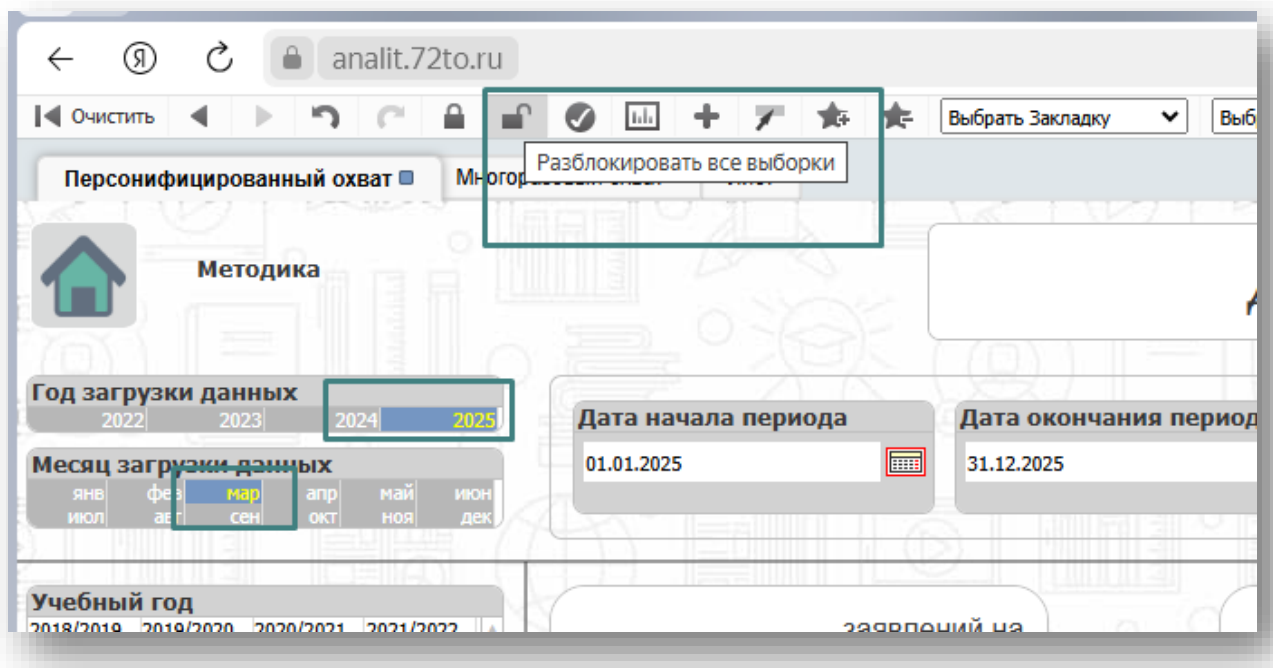 Я analit.72to.ru
Очистить Выбрать Закладку
Разблокировать все выборки
Персонифицированный охват
Методика
Год загрузки данных
2022 2023 2024 2025
Дата начала периода Дата окончания период
Месяц загрузки данных
01.01.2025 31.12.2025
янв фев мар апр май июн
июл авг сен окт ноя дек
Учебный год
2018/2019 2019/2020 2020/2021 2021/2022
заявлений на